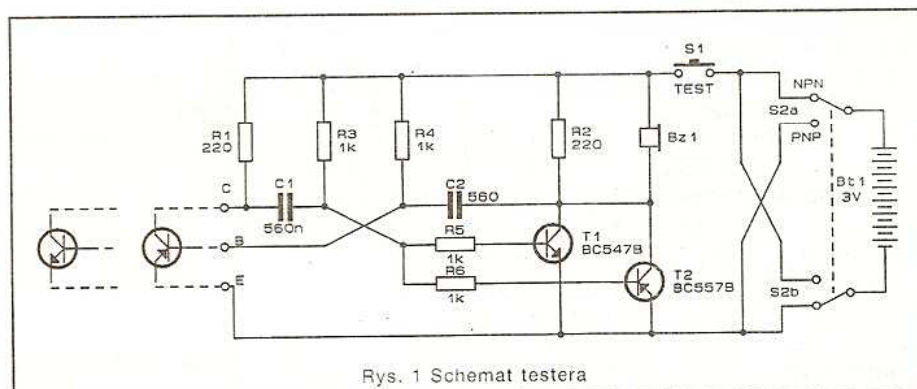 S1
TEST
NPN
S2a
PNP
R1
220
R3
1k
R4
1k
R2
220
Bz1
Bt1
3V
C
C1
560n
C2
560
B
R5
1k
T1
BC547B
R6
1k
T2
BC557B
E
S2b
Rys. 1 Schemat testera